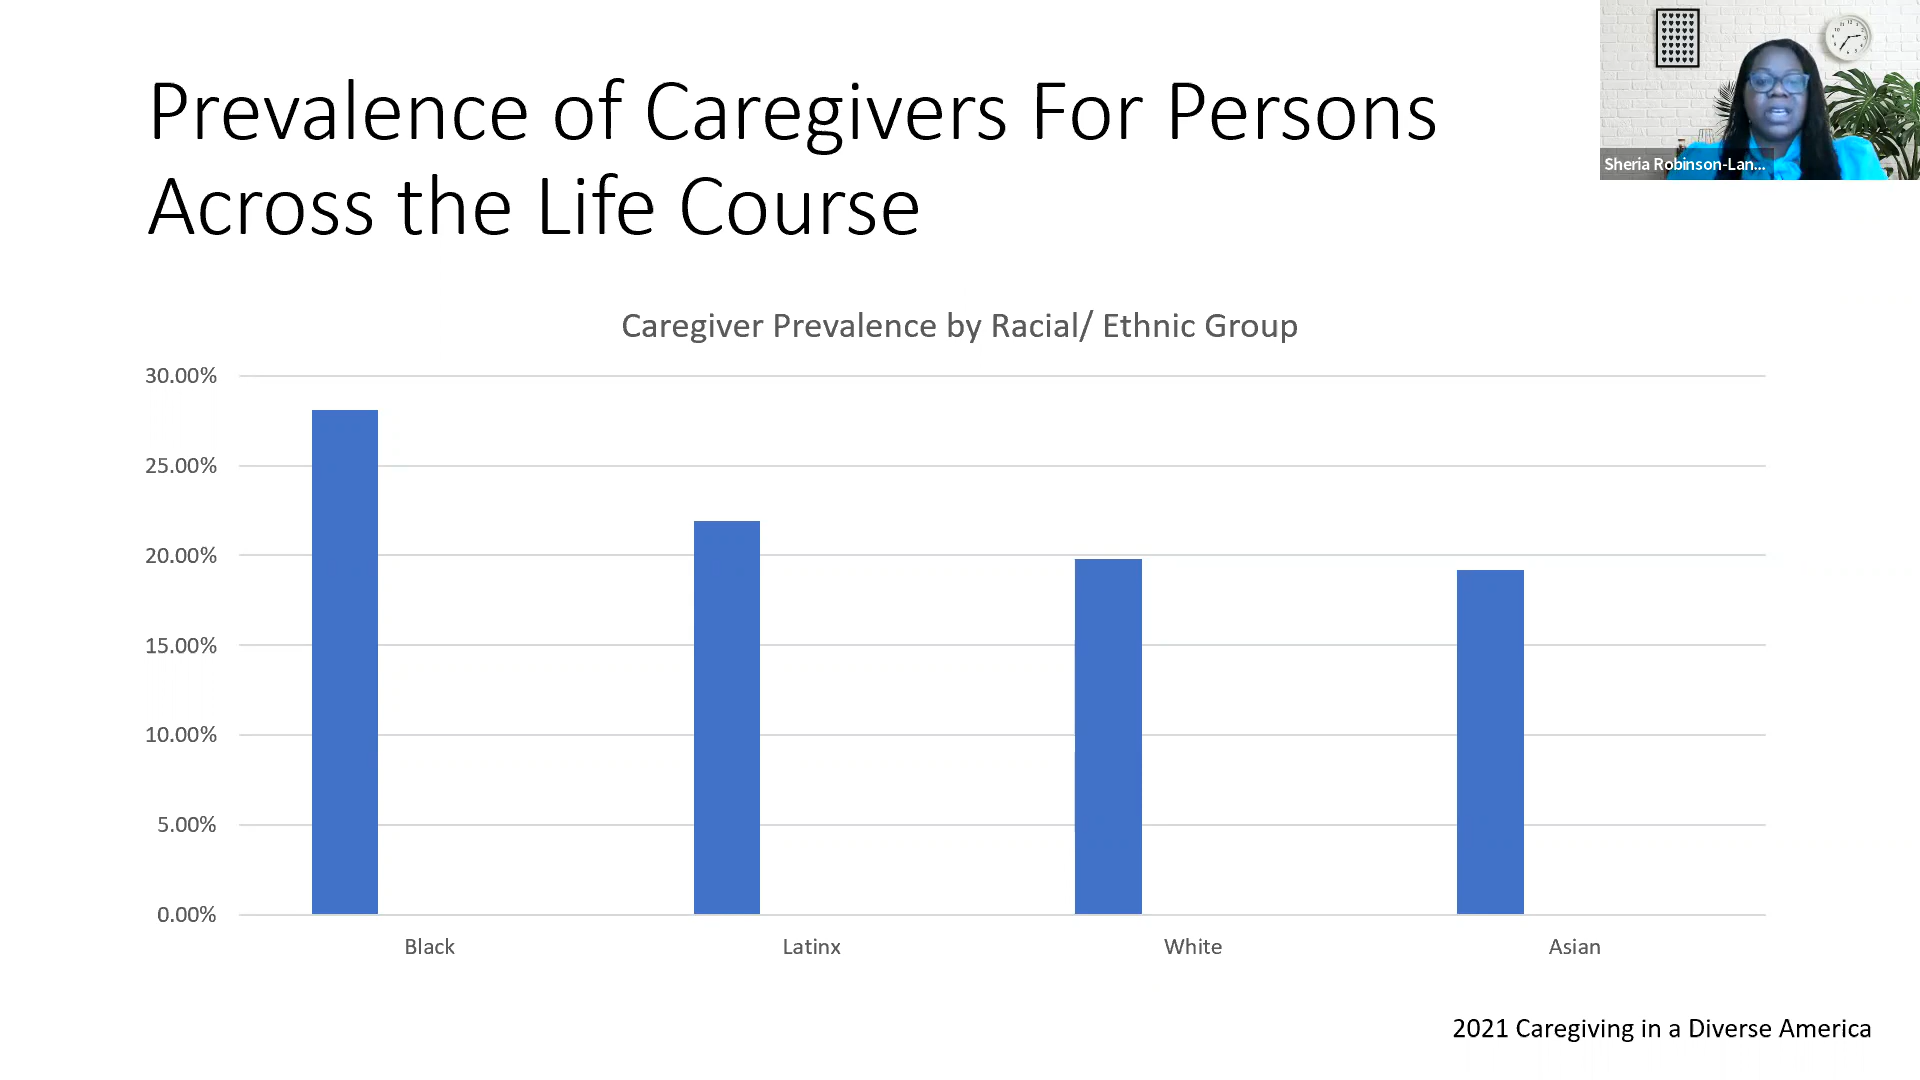 Prevalence of Caregivers For Persons
Across the Life Course
Sheria Robinson-Lan...
Caregiver Prevalence by Racial/ Ethnic Group
30.00%
25.00%
20.00%
15.00%
10.00%
5.00%
0.00%
Black
Latinx
White
Asian
2021 Caregiving in a Diverse America